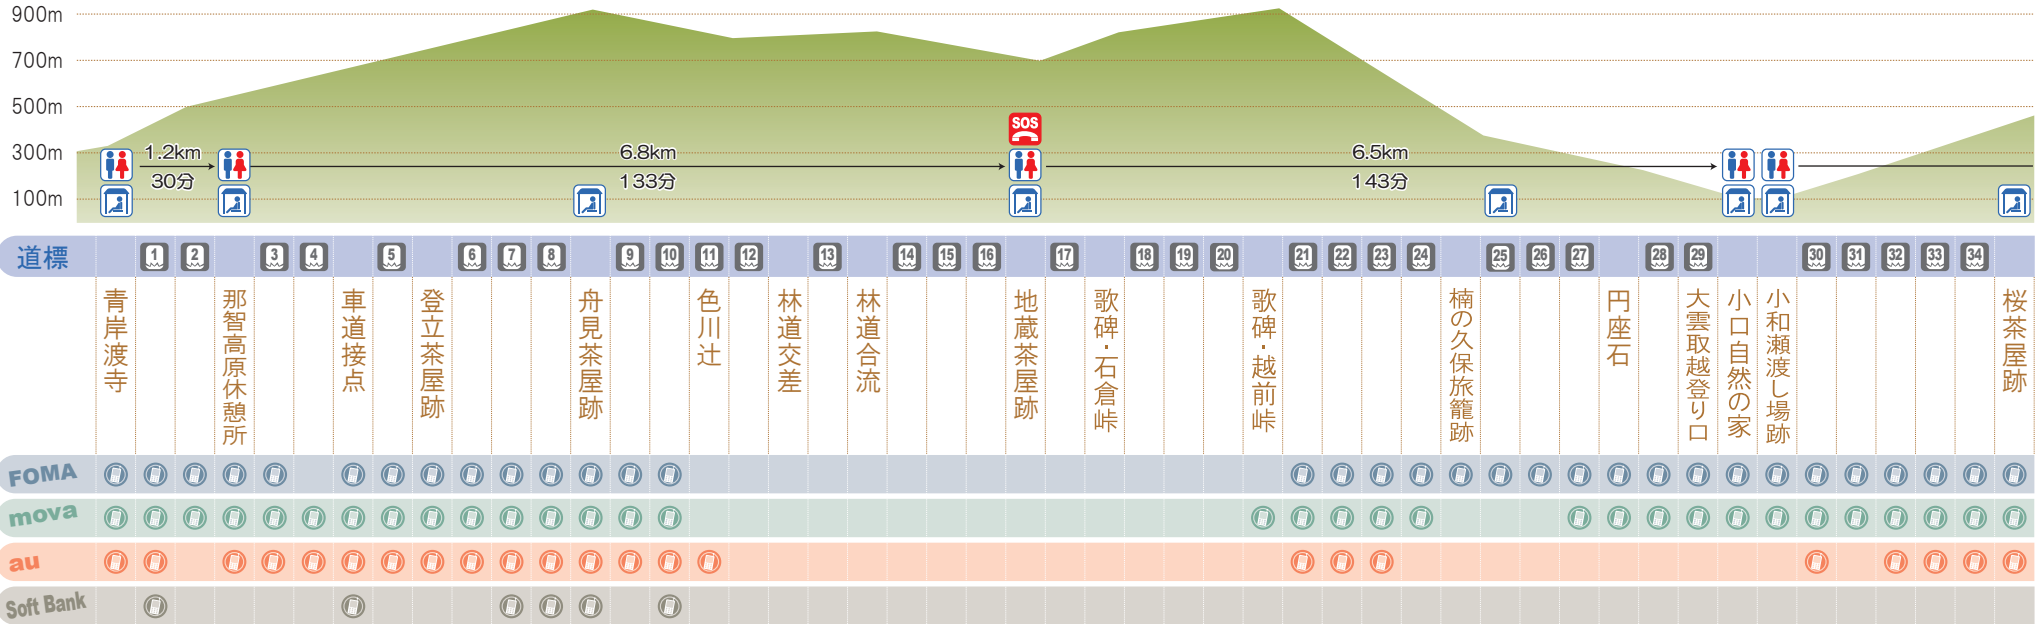 900m
700m
500m
300m
100m
SOS
1.2km
30分
6.8km
133分
6.5km
143分
道標
1 2 3 4 5 6 7 8 9 10 11 12 13 14 15 16 17 18 19 20 21 22 23 24 25 26 27 28 29 30 31 32 33 34
青岸渡寺
那智高原休憩所
車道接点
登立茶屋跡
舟見茶屋跡
色川辻
林道交差
林道合流
地蔵茶屋跡
歌碑・石倉峠
歌碑・越前峠
楠の久保旅籠跡
円座石
大雲取越登り口
小口自然の家
小和瀬渡し場跡
桜茶屋跡
FOMA
mova
au
Soft Bank